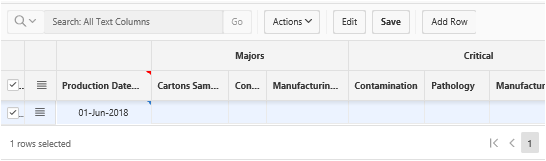 Search: All Text Columns Go Actions Edit Save Add Row
Majors Critical
Production Date... Cartons Sam... Con... Manufacturin... Contamination Pathology Manufactur
01-Jun-2018
1 rows selected 1